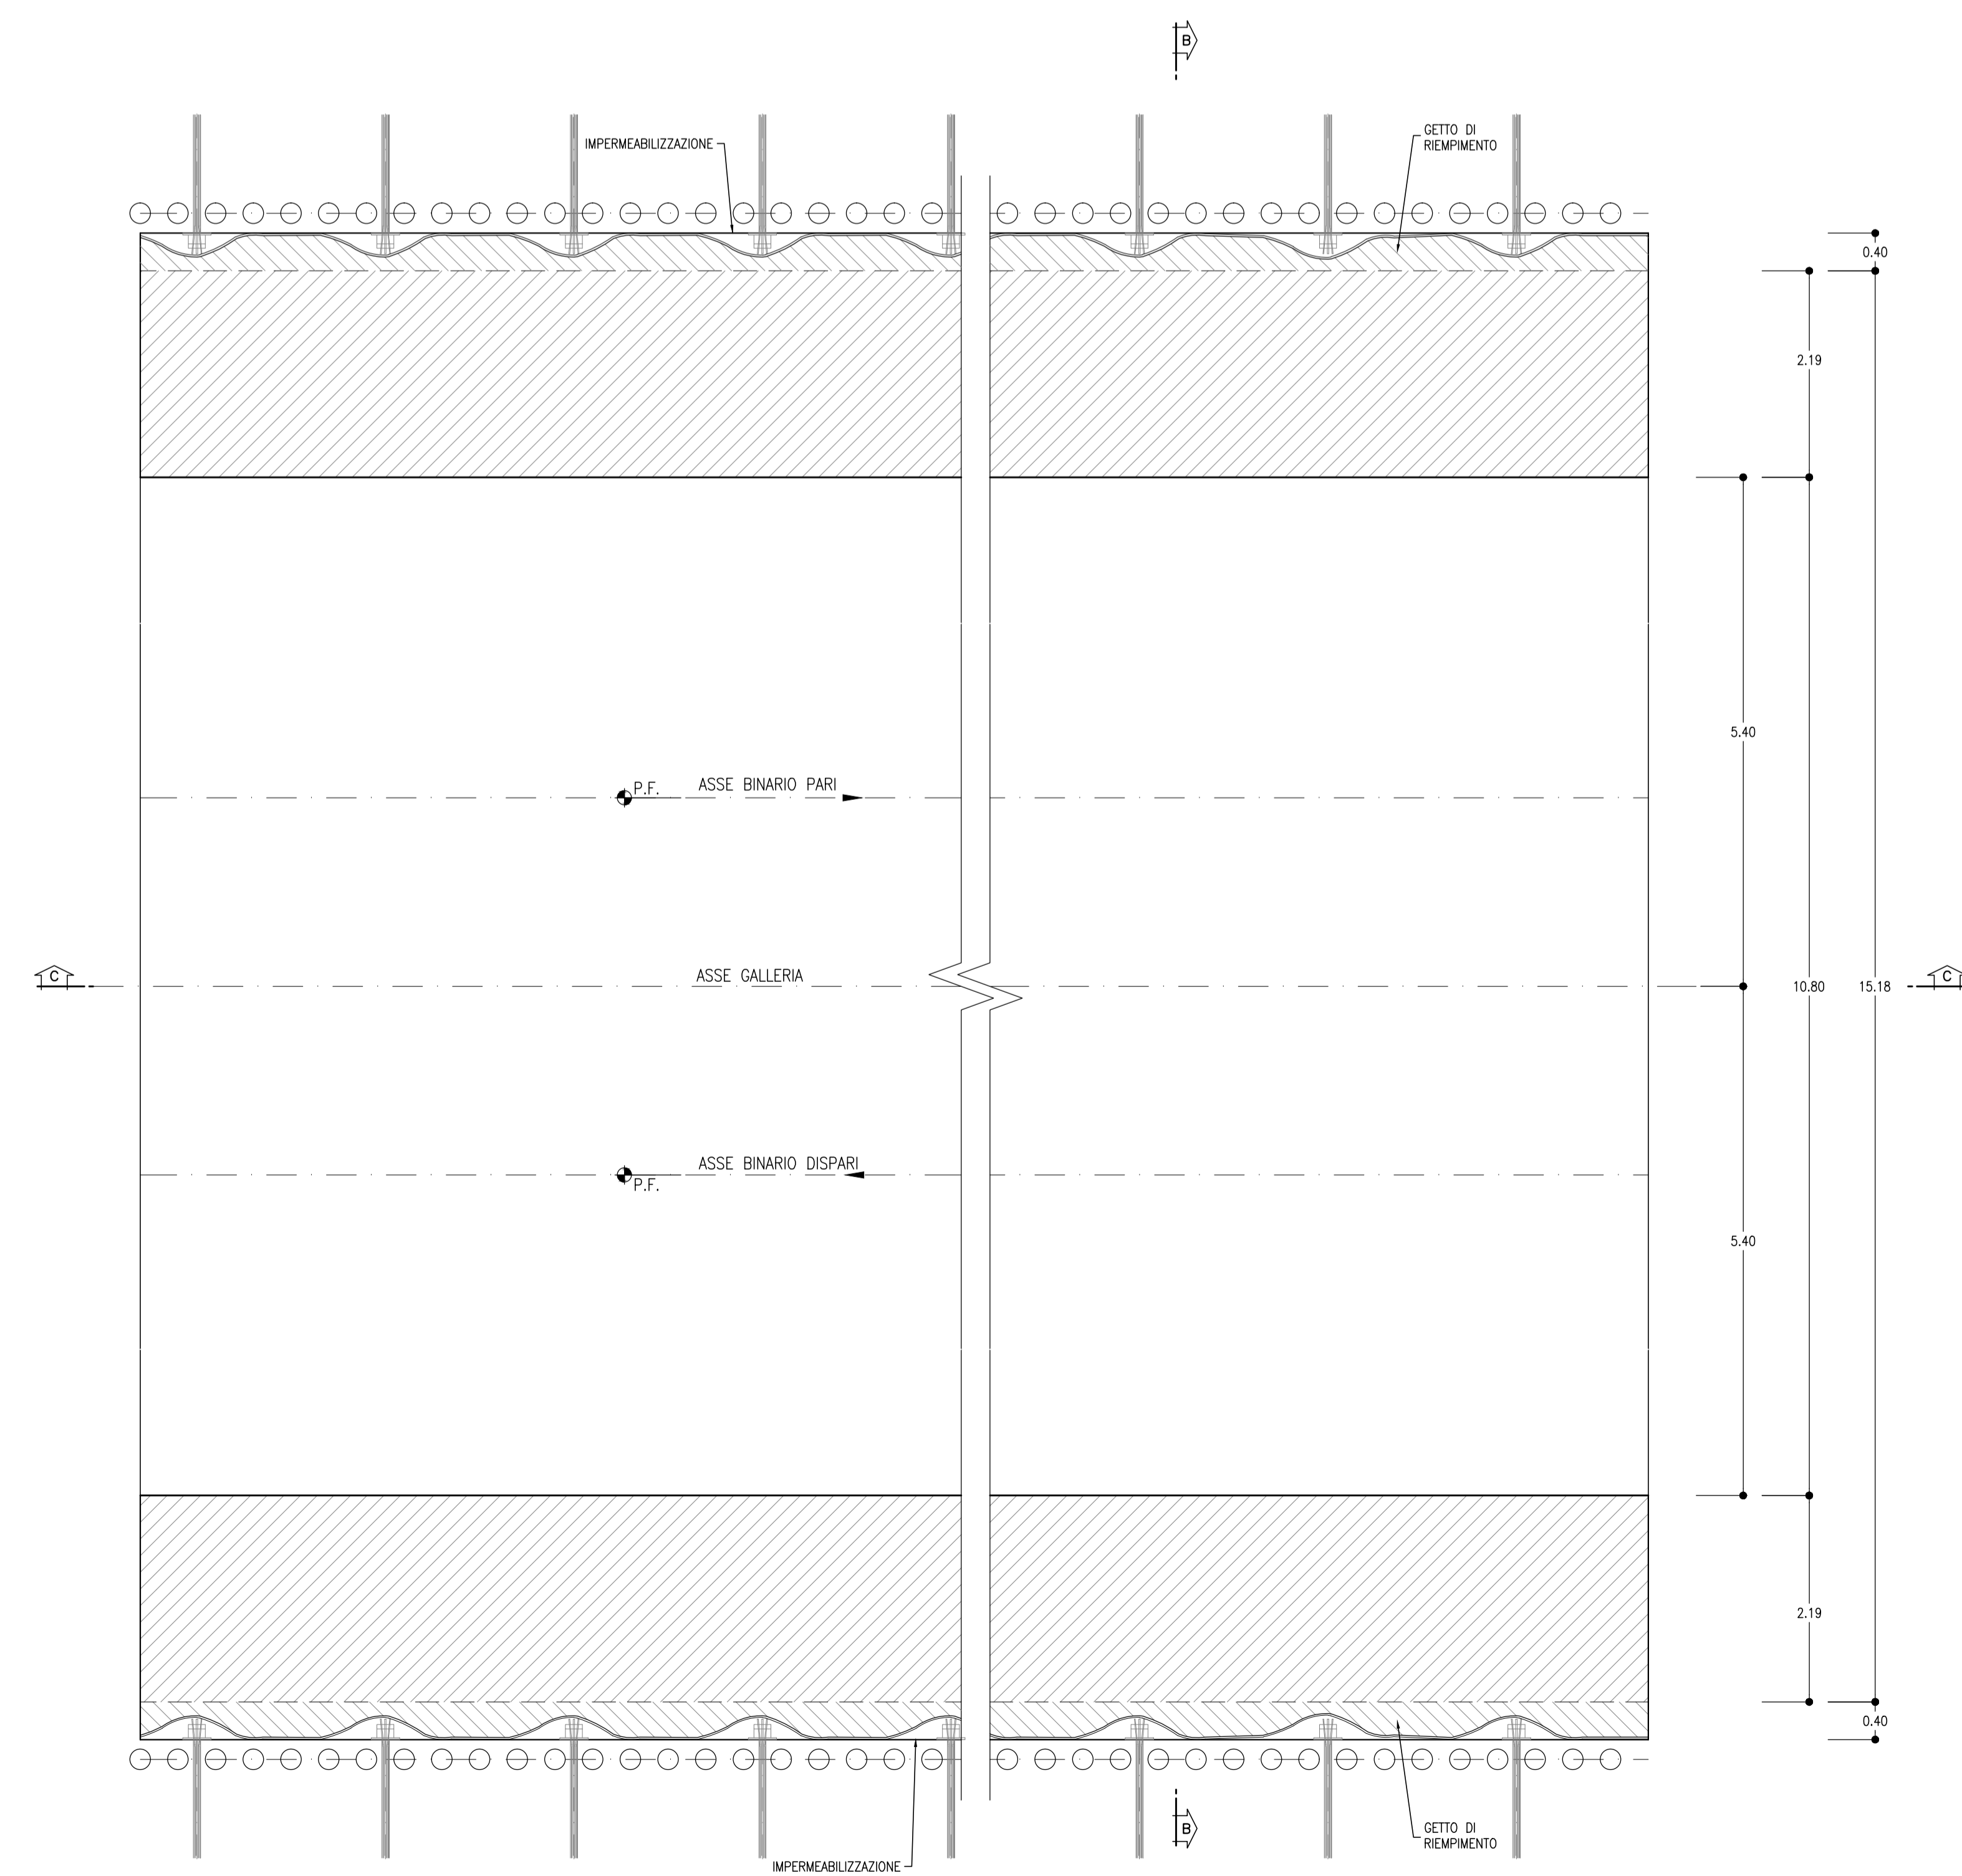 B
IMPERMEABILIZZAZIONE
GETTO DI
RIEMPIMENTO
0.40
2.19
5.40
P.F.
ASSE BINARIO PARI
C
ASSE GALLERIA
10.80
15.18
C
ASSE BINARIO DISPARI
P.F.
5.40
2.19
0.40
B
GETTO DI
RIEMPIMENTO
IMPERMEABILIZZAZIONE